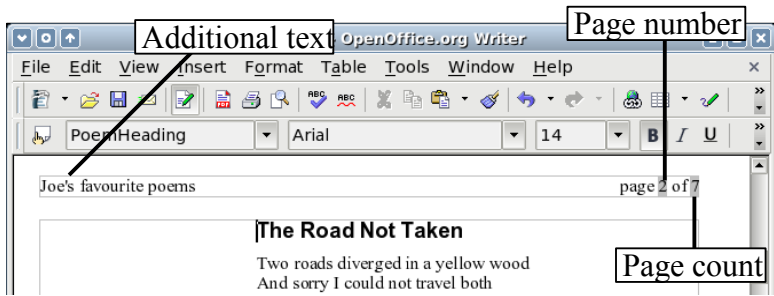 Additional text
Page number
OpenOffice.org Writer
File Edit View Insert Format Table Tools Window Help
ABC ABC
PoemHeading Arial 14 B I U
Joe's favourite poems page 2 of 7
The Road Not Taken
Two roads diverged in a yellow wood
Page count
And sorry I could not travel both